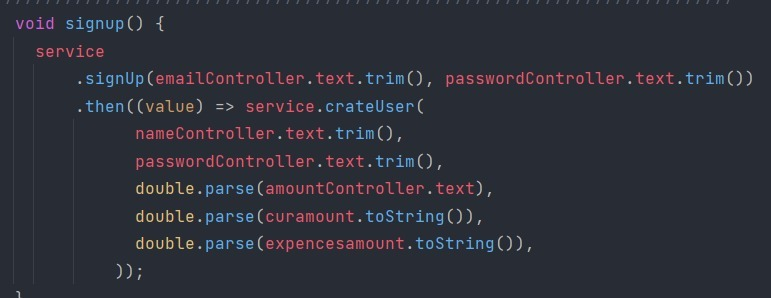 void signup() {
service
.signUp(emailController.text.trim(), passwordController.text.trim())
.then((value) => service.crateUser(
nameController.text.trim(),
passwordController.text.trim(),
double.parse(amountController.text),
double.parse(curamount.toString()),
double.parse(expencesamount.toString()),
));
}